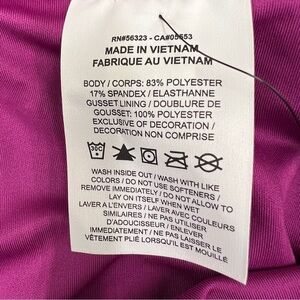 RN#56323 - CA#05553
MADE IN VIETNAM
FABRIQUE AU VIETNAM
BODY / CORPS: 83% POLYESTER
17% SPANDEX / ELASTHANNE
GUSSET LINING / DOUBLURE DE
GOUSSET: 100% POLYESTER
EXCLUSIVE OF DECORATION /
DECORATION NON COMPRISE
WASH INSIDE OUT / WASH WITH LIKE
COLORS / DO NOT USE SOFTENERS /
REMOVE IMMEDIATELY / DO NOT ALLOW TO
LAY ON ITSELF WHEN WET
LAVER A L'ENVERS / LAVER AVEC COULEURS
SIMILAIRES / NE PAS UTILISER
D'ADOUCISSEUR / ENLEVER
IMMEDIATEMENT / NE PAS LAISSER LE
VÊTEMENT PLIÉ LORSQU'IL EST MOUILLÉ